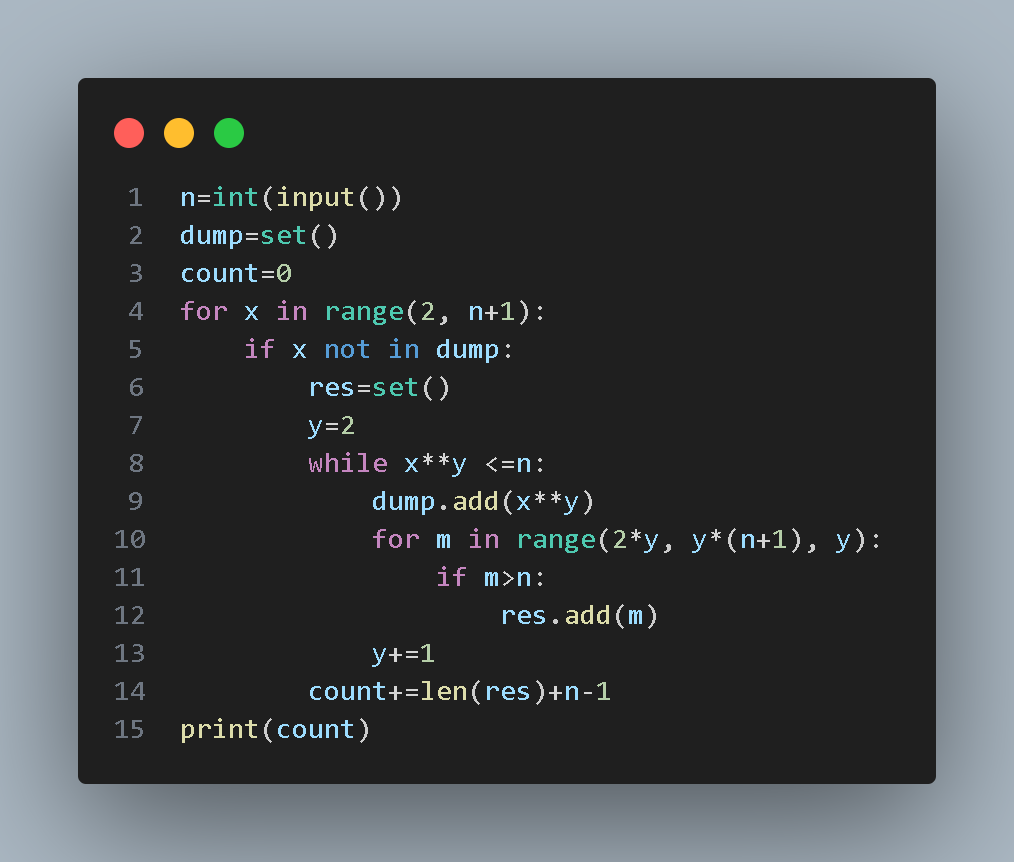 1 n=int(input())
2 dump=set()
3 count=0
4 for x in range(2, n+1):
5     if x not in dump:
6         res=set()
7         y=2
8         while x**y <=n:
9             dump.add(x**y)
10             for m in range(2*y, y*(n+1), y):
11                 if m>n:
12                     res.add(m)
13             y+=1
14         count+=len(res)+n-1
15 print(count)